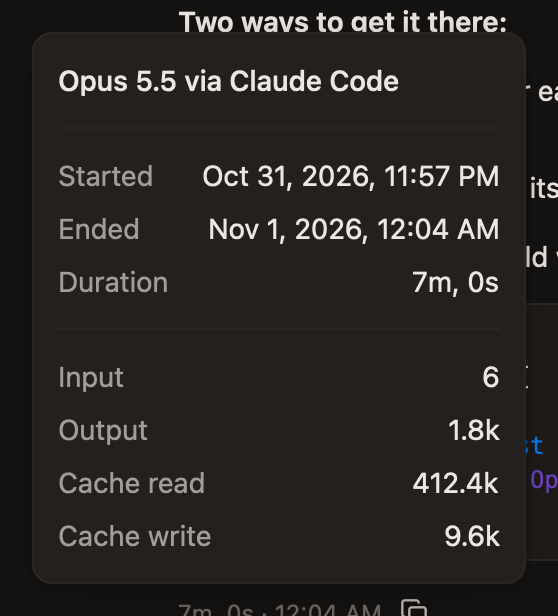 Two ways to get it there:
Opus 5.5 via Claude Code
Started Oct 31, 2026, 11:57 PM
its
Ended Nov 1, 2026, 12:04 AM
Duration 7m, 0s
Input 6
Output 1.8k
Cache read 412.4k
Op
Cache write 9.6k
7m, 0s · 12:04 AM